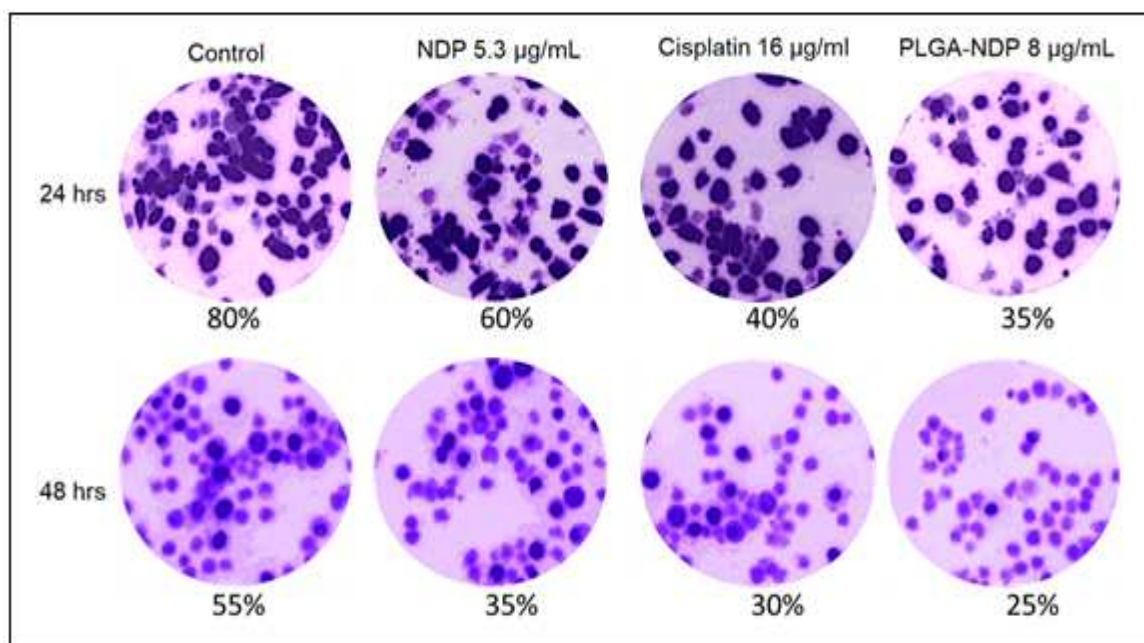 Control NDP 5.3 µg/mL Cisplatin 16 µg/ml PLGA-NDP 8 µg/mL
24 hrs
80% 60% 40% 35%
48 hrs
55% 35% 30% 25%